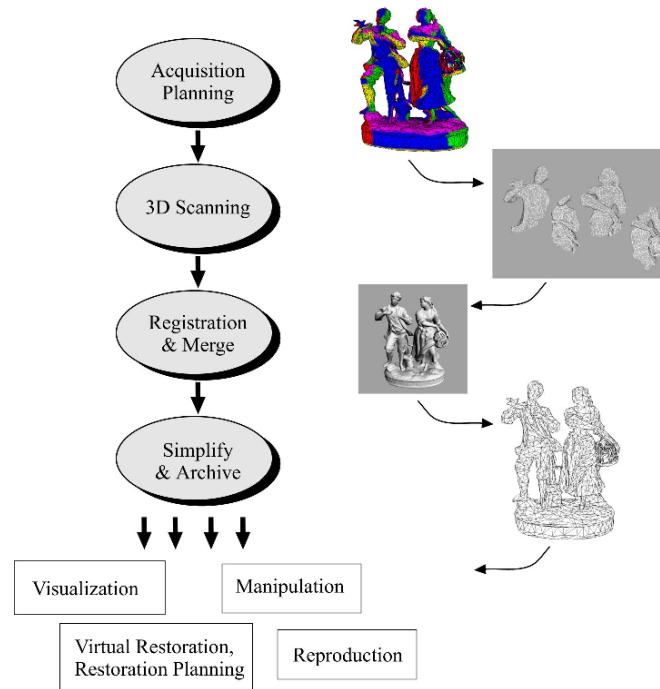 Acquisition
Planning
3D Scanning
Registration
& Merge
Simplify
& Archive
Visualization
Manipulation
Virtual Restoration,
Restoration Planning
Reproduction